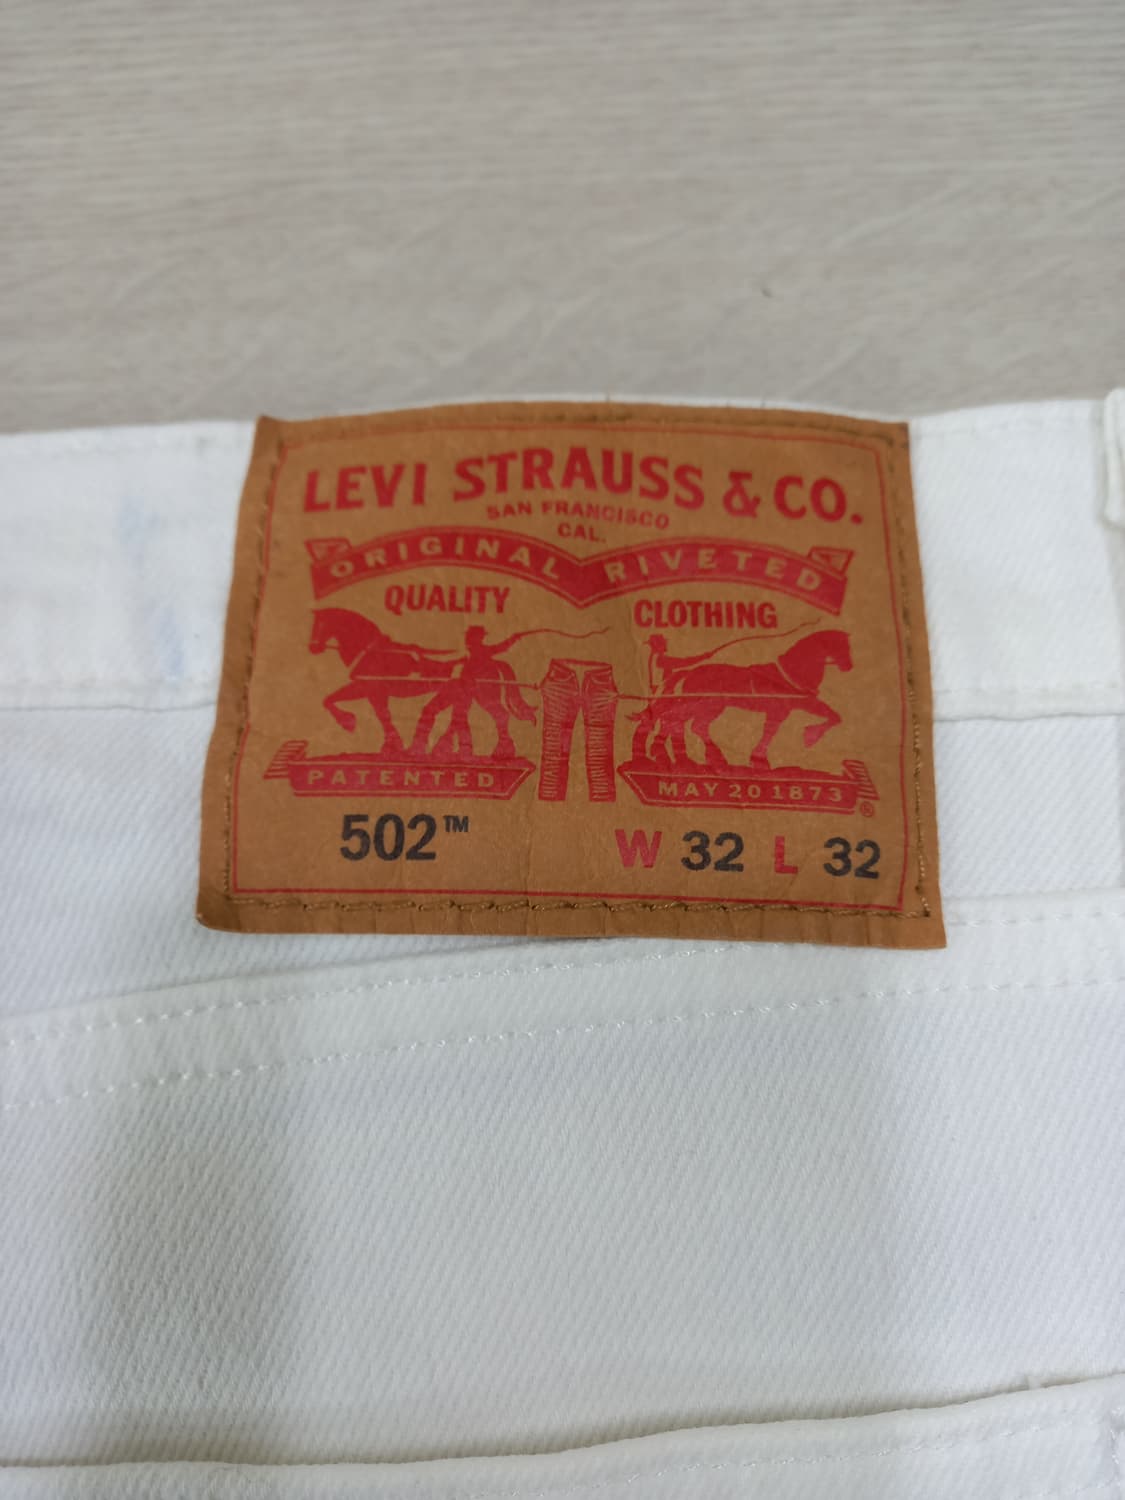 LEVI STRAUSS & CO.
SAN FRANCISCO
CAL.
ORIGINAL RIVETED
QUALITY CLOTHING
PATENTED MAY 20 1873 ®
502™ W 32 L 32